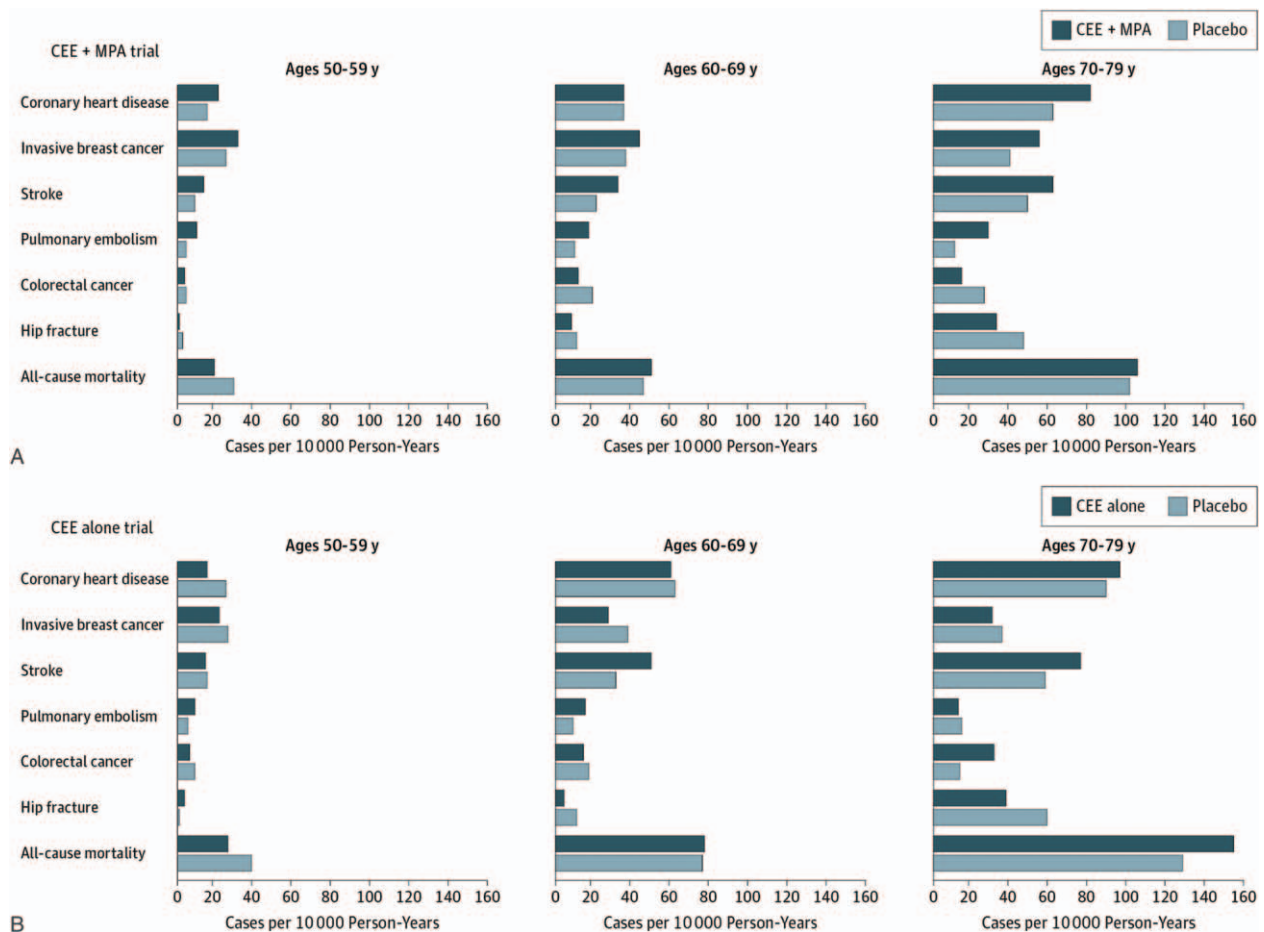 CEE + MPA Placebo
CEE + MPA trial
Ages 50-59 y Ages 60-69 y Ages 70-79 y
Coronary heart disease
Invasive breast cancer
Stroke
Pulmonary embolism
Colorectal cancer
Hip fracture
All-cause mortality
0 20 40 60 80 100 120 140 160 0 20 40 60 80 100 120 140 160 0 20 40 60 80 100 120 140 160
Cases per 10 000 Person-Years Cases per 10 000 Person-Years Cases per 10 000 Person-Years
A
CEE alone Placebo
CEE alone trial
Ages 50-59 y Ages 60-69 y Ages 70-79 y
Coronary heart disease
Invasive breast cancer
Stroke
Pulmonary embolism
Colorectal cancer
Hip fracture
All-cause mortality
0 20 40 60 80 100 120 140 160 0 20 40 60 80 100 120 140 160 0 20 40 60 80 100 120 140 160
Cases per 10 000 Person-Years Cases per 10 000 Person-Years Cases per 10 000 Person-Years
B